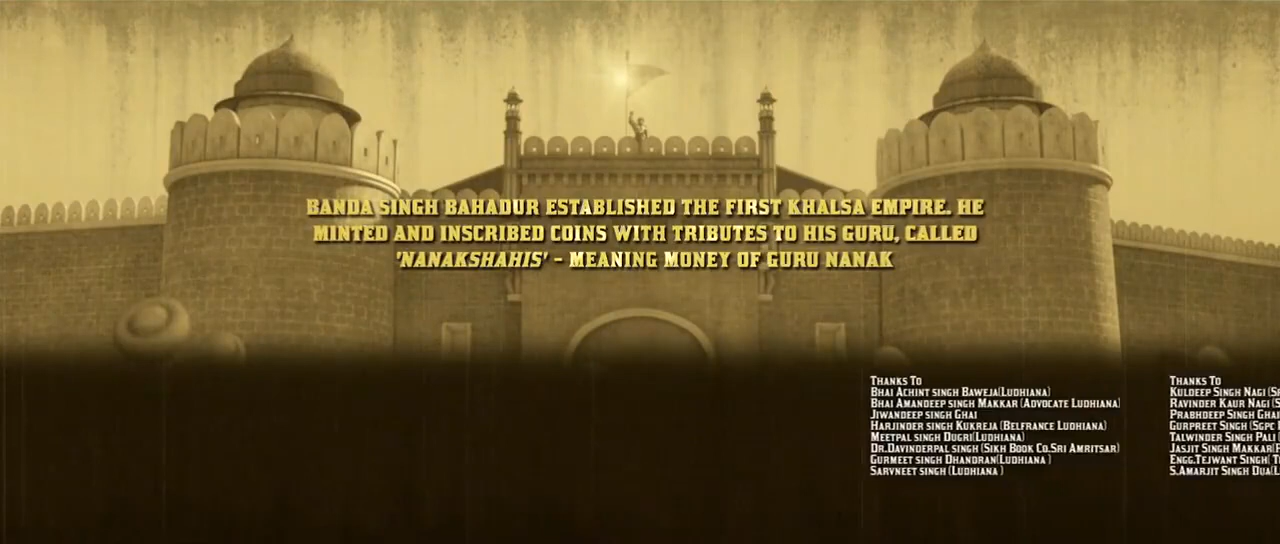 BANDA SINGH BAHADUR ESTABLISHED THE FIRST KHALSA EMPIRE. HE
MINTED AND INSCRIBED COINS WITH TRIBUTES TO HIS GURU, CALLED
'NANAKSHAHIS' - MEANING MONEY OF GURU NANAK
THANKS TO
BHAI ACHINT SINGH BAWEJA(LUDHIANA)
BHAI AMANDEEP SINGH MAKKAR (ADVOCATE LUDHIANA)
JIWANDEEP SINGH GHAI
HARJINDER SINGH KUKREJA (BELFRANCE LUDHIANA)
MEETPAL SINGH DUGRI(LUDHIANA)
DR.DAVINDERPAL SINGH (SIKH BOOK CO.SRI AMRITSAR)
GURMEET SINGH DHANDRAN(LUDHIANA )
SARVNEET SINGH (LUDHIANA )
THANKS TO
KULDEEP SINGH NAGI
RAVINDER KAUR NAGI
PRABHDEEP SINGH GHAI
GURPREET SINGH (SGPC
TALWINDER SINGH PALI
JASJIT SINGH MAKKAR
ENGG.TEJWANT SINGH
S.AMARJIT SINGH DUA